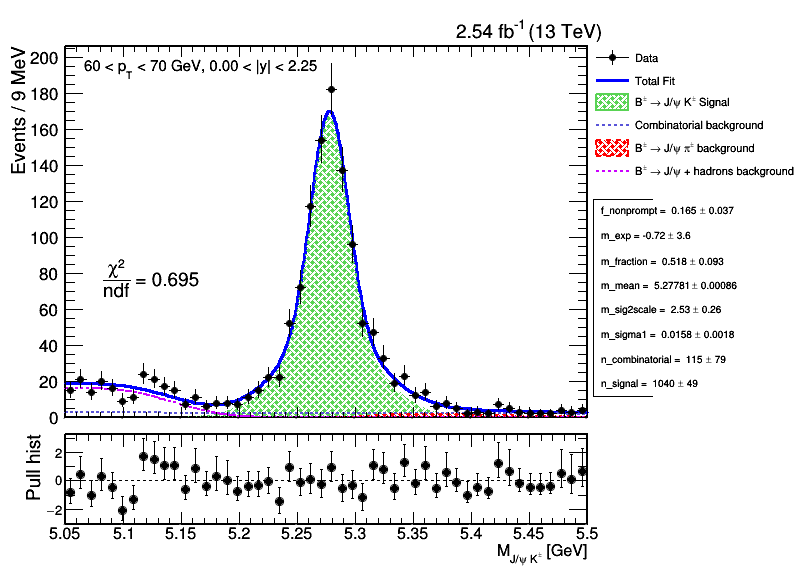 2.54 fb⁻¹ (13 TeV)
Events / 9 MeV
60 < p_T < 70 GeV, 0.00 < |y| < 2.25
200
180
160
140
120
100
80
60
40
20
0
χ²/ndf = 0.695
Data
Total Fit
B± → J/ψ K± Signal
Combinatorial background
B± → J/ψ π± background
B± → J/ψ + hadrons background
f_nonprompt = 0.165 ± 0.037
m_exp = -0.72 ± 3.6
m_fraction = 0.518 ± 0.093
m_mean = 5.27781 ± 0.00086
m_sig2scale = 2.53 ± 0.26
m_sigma1 = 0.0158 ± 0.0018
n_combinatorial = 115 ± 79
n_signal = 1040 ± 49
Pull hist
2
0
−2
5.05 5.1 5.15 5.2 5.25 5.3 5.35 5.4 5.45 5.5
M_J/ψ K± [GeV]